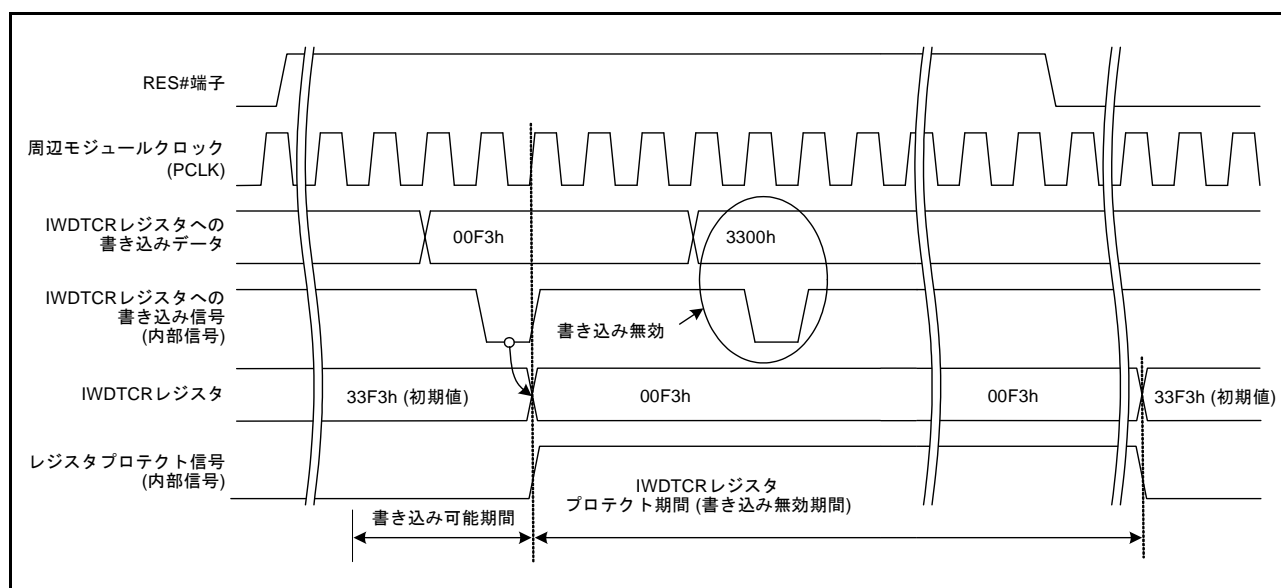 RES#端子
周辺モジュールクロック
(PCLK)
IWDTCRレジスタへの
書き込みデータ
00F3h
3300h
IWDTCRレジスタへの
書き込み信号
(内部信号)
書き込み無効
IWDTCRレジスタ
33F3h (初期値)
00F3h
00F3h
33F3h (初期値)
レジスタプロテクト信号
(内部信号)
IWDTCRレジスタ
プロテクト期間 (書き込み無効期間)
書き込み可能期間